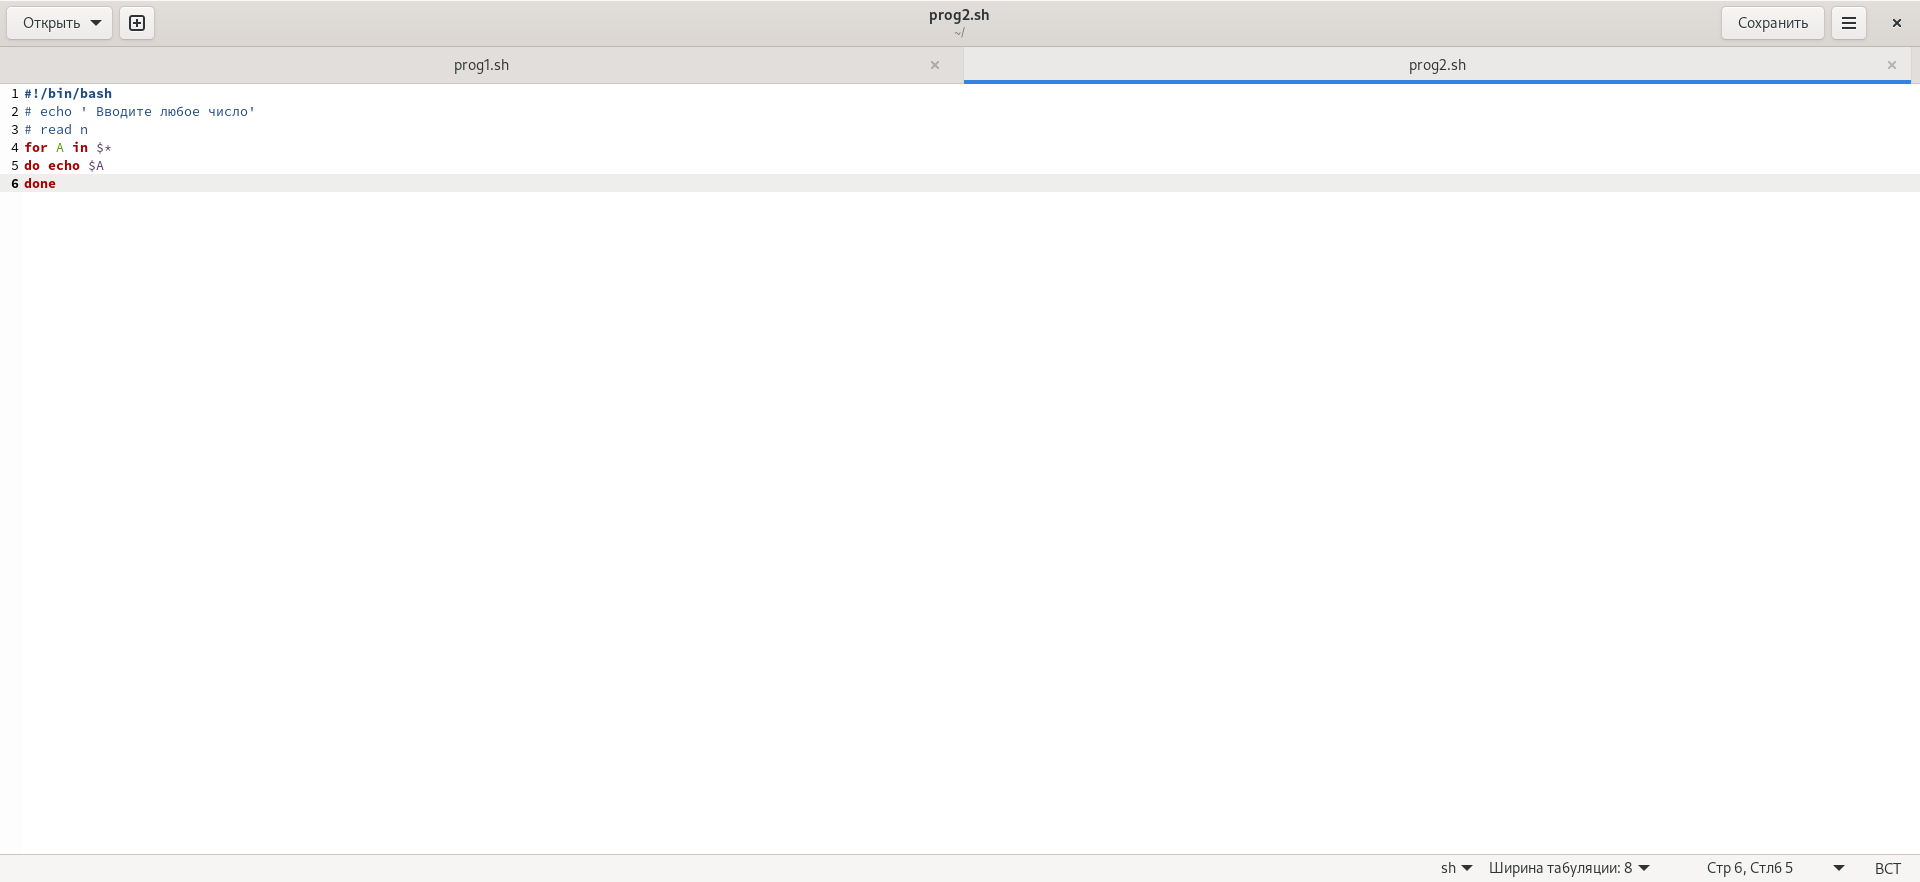 Открыть
prog2.sh
~/
Сохранить
prog1.sh
prog2.sh
1 #!/bin/bash
2 # echo ' Вводите любое число'
3 # read n
4 for A in $*
5 do echo $A
6 done
sh Ширина табуляции: 8 Стр 6, Стлб 5 ВСТ